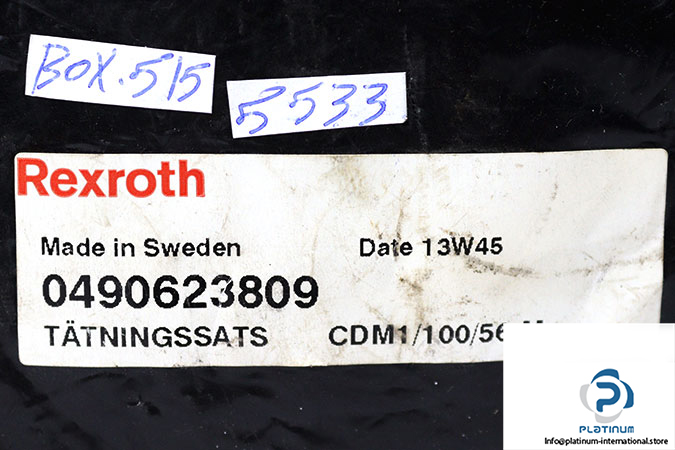 BOX.515
5533
Rexroth
Made in Sweden Date 13W45
0490623809
TÄTNINGSSATS CDM1/100/56
PLATINUM
Info@platinum-international.store